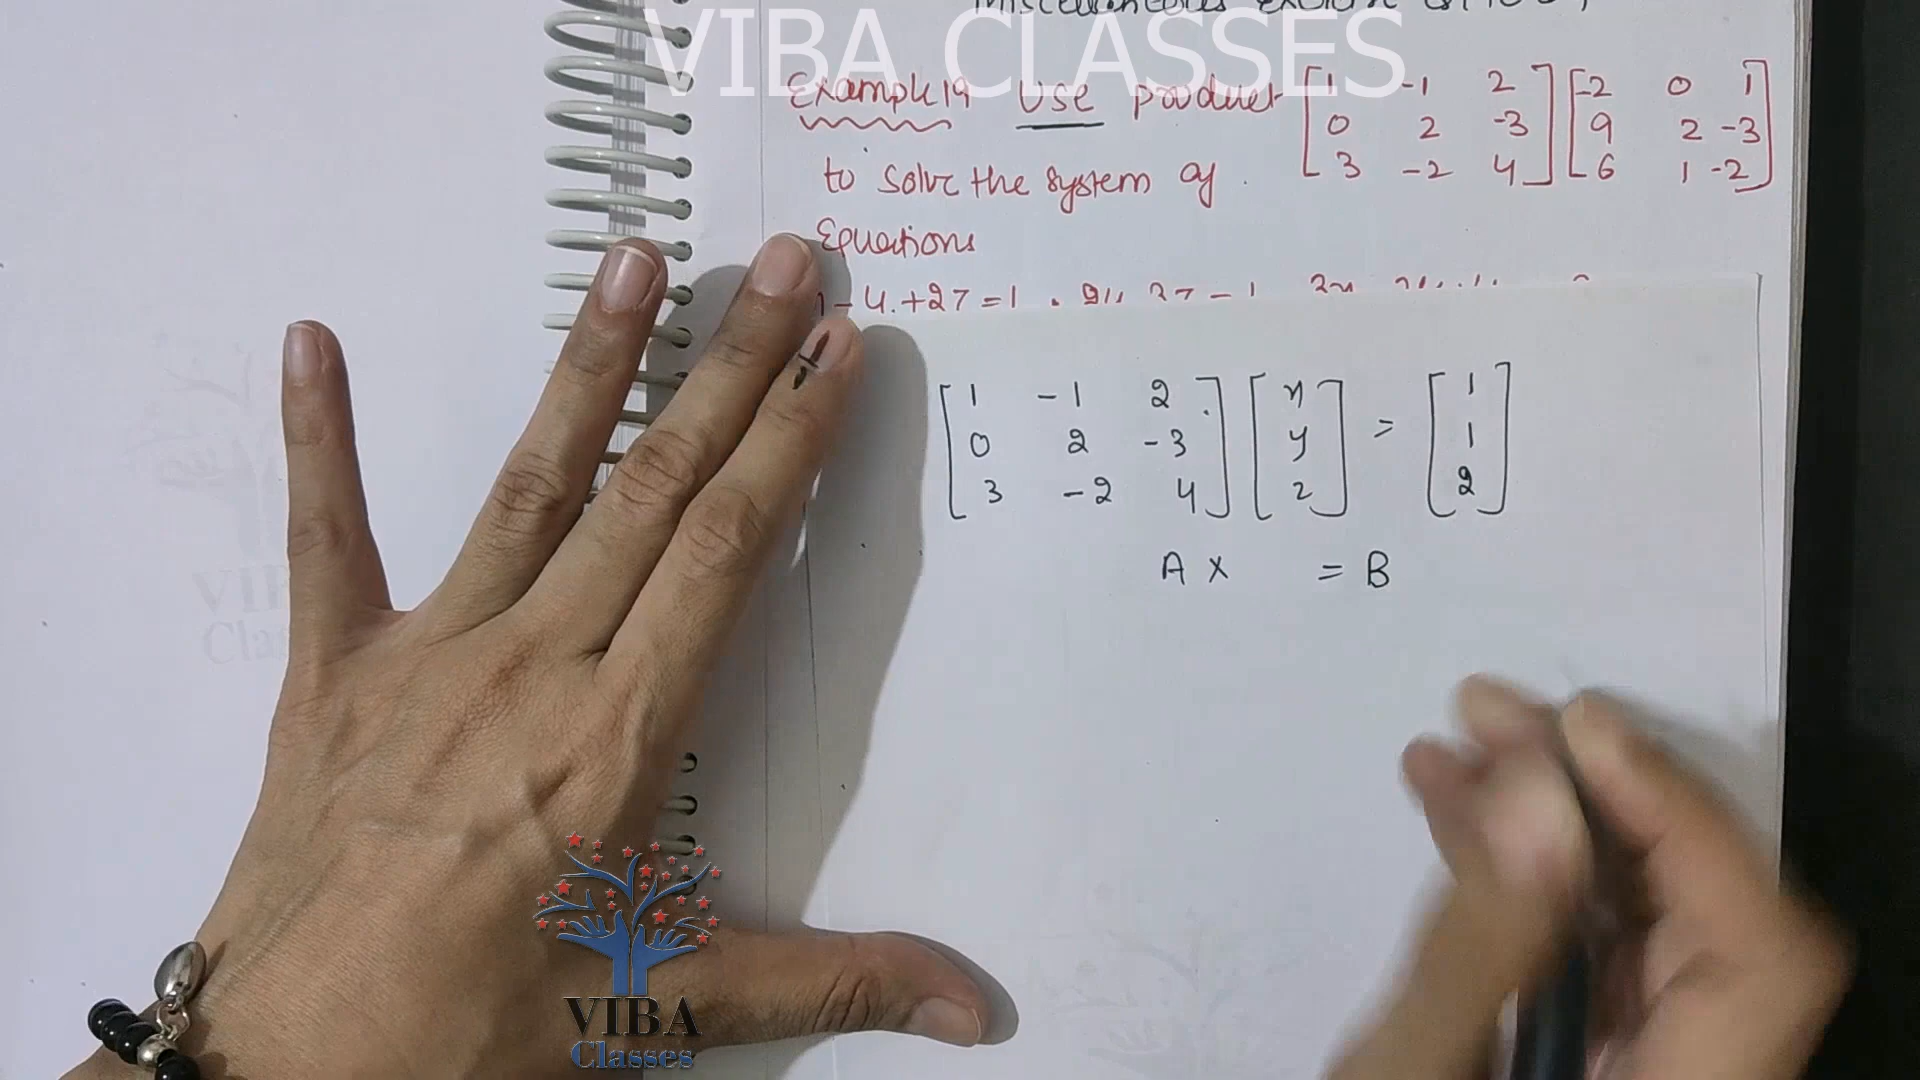 VIBA CLASSES
Example 19 Use product [1 -1 2] [-2 0 1]
[0 2 -3] [9 2 -3]
[3 -2 4] [6 1 -2]
to solve the system of
Equations
+2z=1
[1 -1 2] [x] = [1]
[0 2 -3] [y] [1]
[3 -2 4] [z] [2]
A X = B
VIBA
Classes